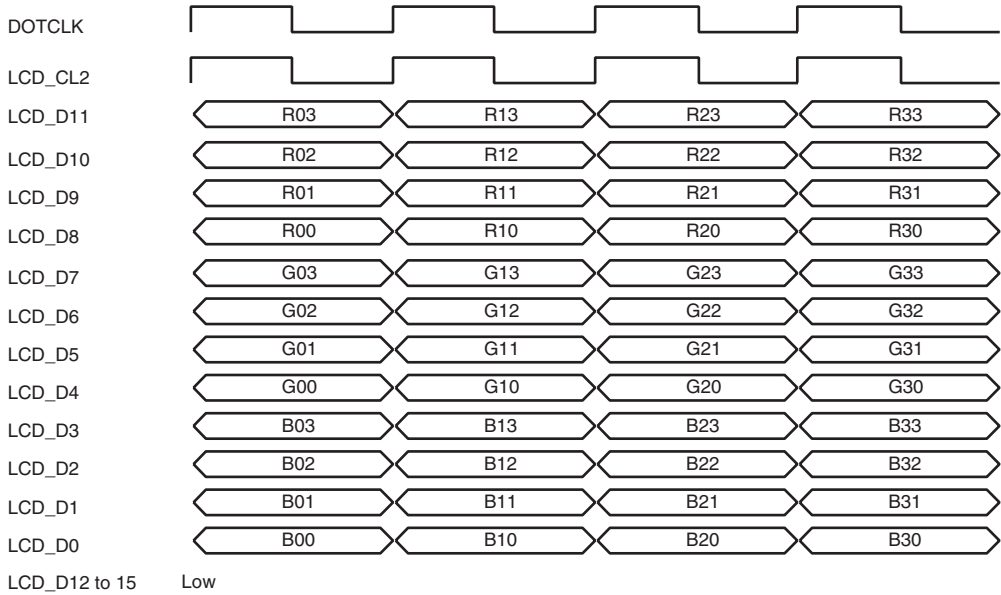 DOTCLK
LCD_CL2
LCD_D11 R03 R13 R23 R33
LCD_D10 R02 R12 R22 R32
LCD_D9 R01 R11 R21 R31
LCD_D8 R00 R10 R20 R30
LCD_D7 G03 G13 G23 G33
LCD_D6 G02 G12 G22 G32
LCD_D5 G01 G11 G21 G31
LCD_D4 G00 G10 G20 G30
LCD_D3 B03 B13 B23 B33
LCD_D2 B02 B12 B22 B32
LCD_D1 B01 B11 B21 B31
LCD_D0 B00 B10 B20 B30
LCD_D12 to 15 Low